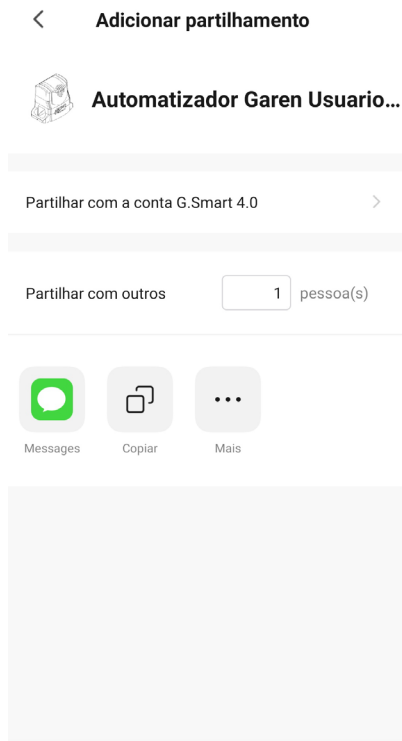 Adicionar partilhamento
Automatizador Garen Usuario...
Partilhar com a conta G.Smart 4.0
Partilhar com outros 1 pessoa(s)
Messages Copiar Mais